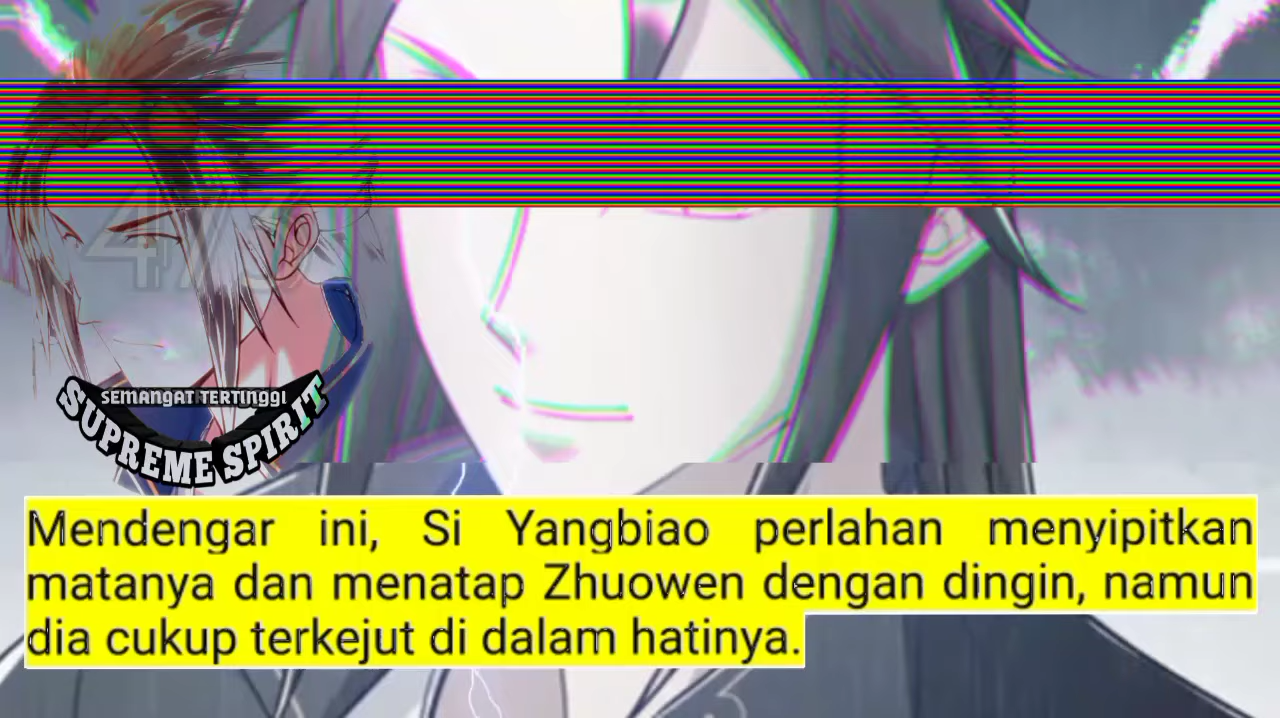 SEMANGAT TERTINGGI
SUPREME SPIRIT
Mendengar ini, Si Yangbiao perlahan menyipitkan
matanya dan menatap Zhuowen dengan dingin, namun
dia cukup terkejut di dalam hatinya.